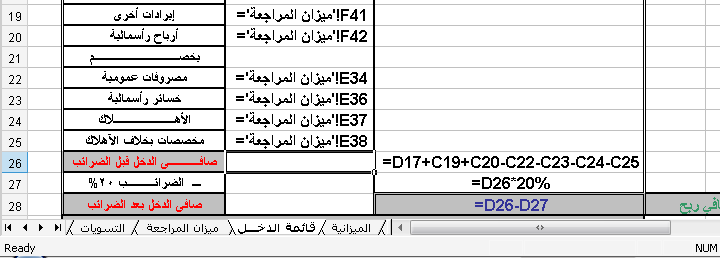 19 إيرادات أخرى ='ميزان المراجعة'!F41
20 أرباح رأسمالية ='ميزان المراجعة'!F42
21 بخصـــــــــــم
22 مصروفات عمومية ='ميزان المراجعة'!E34
23 خسائر رأسمالية ='ميزان المراجعة'!E36
24 الأهـــــــــلاك ='ميزان المراجعة'!E37
25 مخصصات بخلاف الأهلاك ='ميزان المراجعة'!E38
26 صافـــــى الدخل قبل الضرائب =D17+C19+C20-C22-C23-C24-C25
27 ــ الضرائـــــب ٢٠% =D26*20%
28 صافى الدخل بعد الضرائب =D26-D27 افي ربح
التسويات / ميزان المراجعة / قائمة الدخـــل / الميزانية
Ready NUM